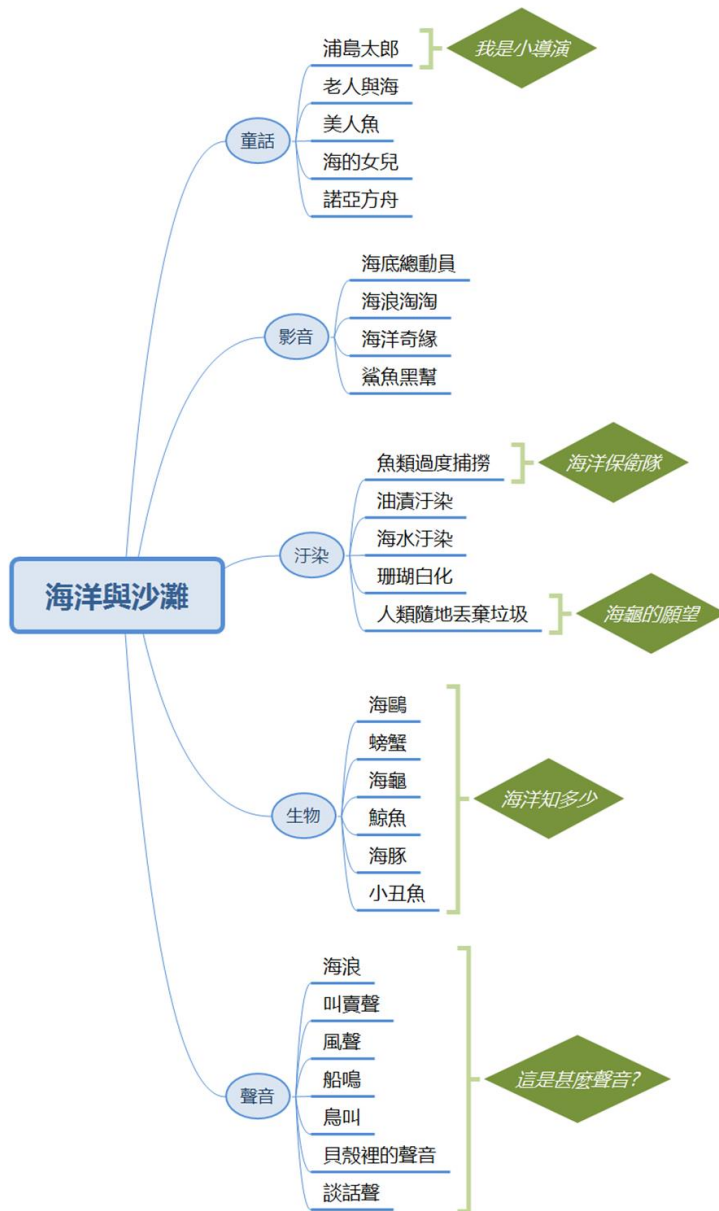 海洋與沙灘
童話
浦島太郎
我是小導演
老人與海
美人魚
海的女兒
諾亞方舟
影音
海底總動員
海浪淘淘
海洋奇緣
鯊魚黑幫
汙染
魚類過度捕撈
海洋保衛隊
油漬汙染
海水汙染
珊瑚白化
人類隨地丟棄垃圾
海龜的願望
生物
海鷗
螃蟹
海龜
鯨魚
海豚
小丑魚
海洋知多少
聲音
海浪
叫賣聲
風聲
船鳴
鳥叫
貝殼裡的聲音
談話聲
這是甚麼聲音?